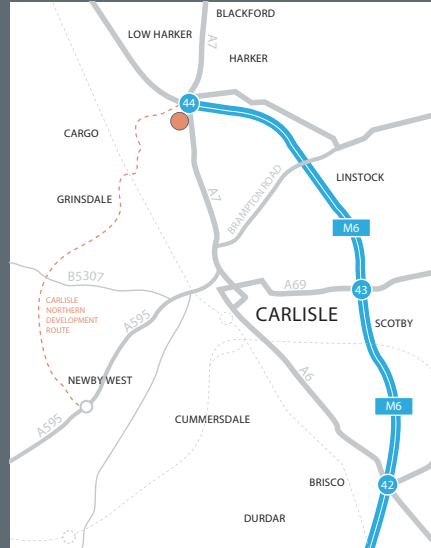 BLACKFORD
LOW HARKER
A7
HARKER
44
CARGO
LINSTOCK
GRINSDALE
A7
BRAMPTON ROAD
M6
B5307
A69
43
CARLISLE
NORTHERN
DEVELOPMENT
ROUTE
A595
CARLISLE
SCOTBY
NEWBY WEST
A6
M6
A595
CUMMERSDALE
BRISCO
42
DURDAR